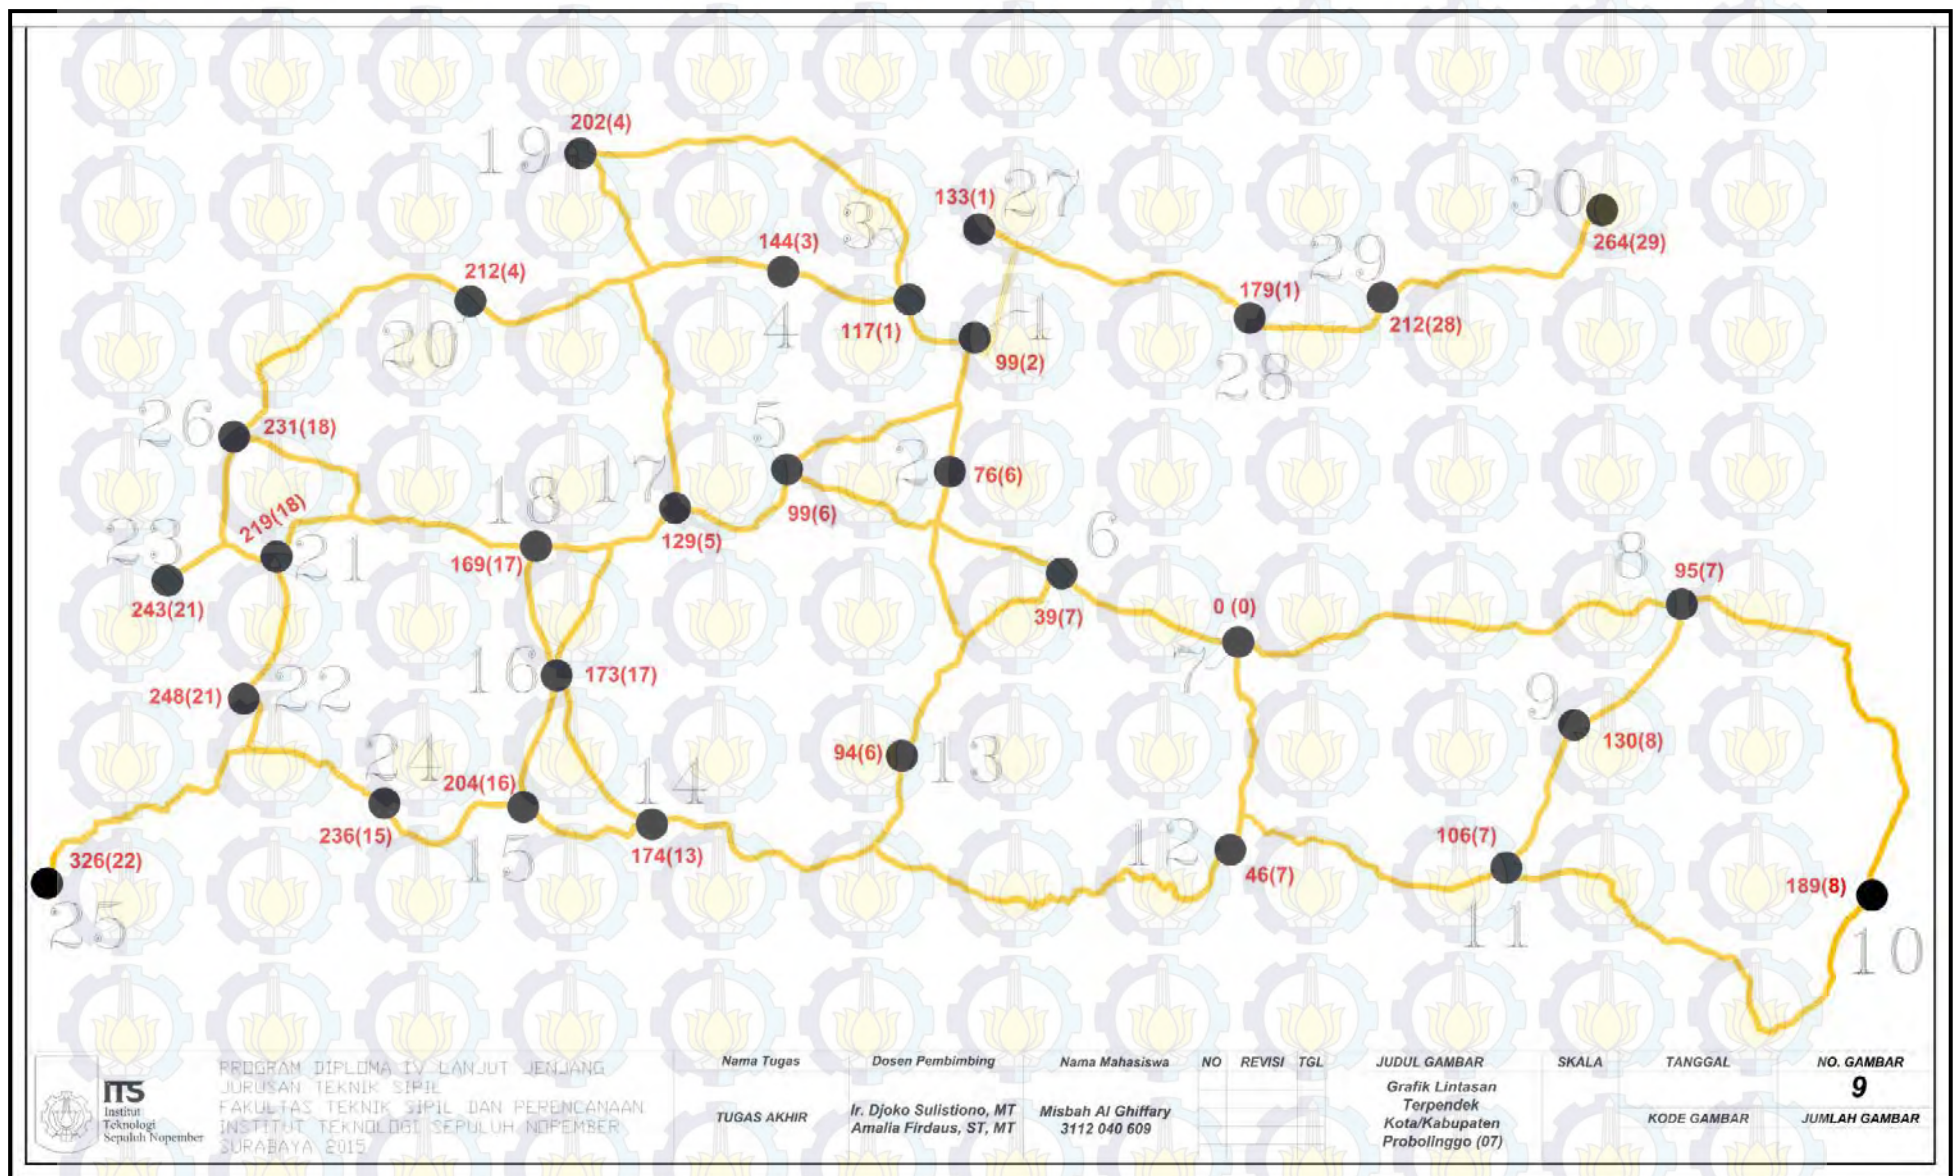 202(4)
19
27
133(1)
30
3
144(3)
264(29)
29
212(4)
179(1)
1
4
117(1)
212(28)
20
99(2)
28
5
26
231(18)
2
17
18
76(6)
219(18)
99(6)
23
129(5)
6
21
169(17)
8
95(7)
243(21)
0 (0)
39(7)
7
16
173(17)
22
248(21)
9
130(8)
24
94(6)
13
204(16)
14
236(15)
106(7)
12
15
174(13)
326(22)
46(7)
189(8)
25
11
10
ITS
Institut
Teknologi
Sepuluh Nopember
PROGRAM DIPLOMA IV LANJUT JENJANG
JURUSAN TEKNIK SIPIL
FAKULTAS TEKNIK SIPIL DAN PERENCANAAN
INSTITUT TEKNOLOGI SEPULUH NOPEMBER
SURABAYA 2015
Nama Tugas
TUGAS AKHIR
Dosen Pembimbing
Ir. Djoko Sulistiono, MT
Amalia Firdaus, ST, MT
Nama Mahasiswa
Misbah Al Ghiffary
3112 040 609
NO REVISI TGL
JUDUL GAMBAR
Grafik Lintasan
Terpendek
Kota/Kabupaten
Probolinggo (07)
SKALA
TANGGAL
KODE GAMBAR
NO. GAMBAR
9
JUMLAH GAMBAR